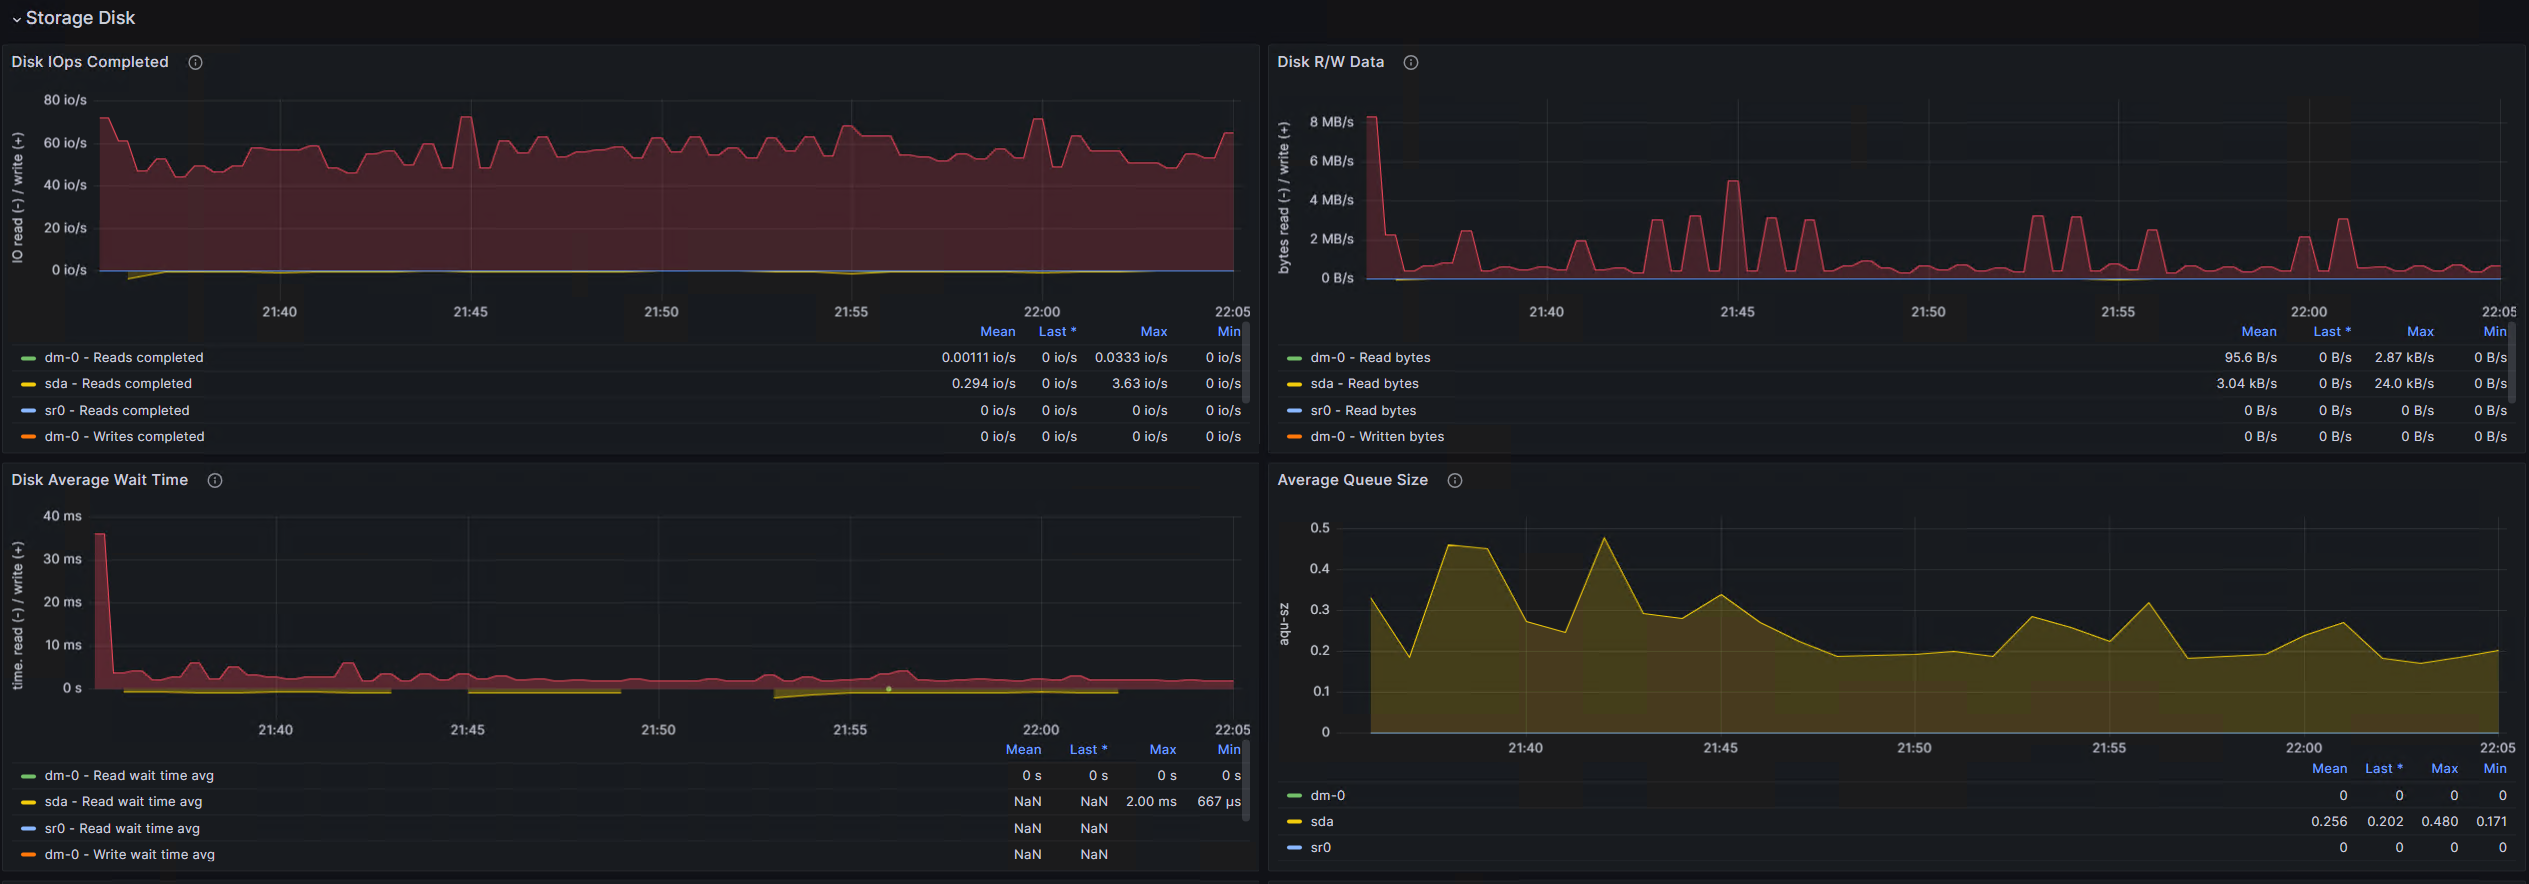 Storage Disk
Disk IOps Completed
IO read (-) / write (+)
80 io/s
60 io/s
40 io/s
20 io/s
0 io/s
21:40 21:45 21:50 21:55 22:00 22:05
Mean Last * Max Min
dm-0 - Reads completed 0.00111 io/s 0 io/s 0.0333 io/s 0 io/s
sda - Reads completed 0.294 io/s 0 io/s 3.63 io/s 0 io/s
sr0 - Reads completed 0 io/s 0 io/s 0 io/s 0 io/s
dm-0 - Writes completed 0 io/s 0 io/s 0 io/s 0 io/s
Disk R/W Data
bytes read (-) / write (+)
8 MB/s
6 MB/s
4 MB/s
2 MB/s
0 B/s
21:40 21:45 21:50 21:55 22:00 22:05
Mean Last * Max Min
dm-0 - Read bytes 95.6 B/s 0 B/s 2.87 kB/s 0 B/s
sda - Read bytes 3.04 kB/s 0 B/s 24.0 kB/s 0 B/s
sr0 - Read bytes 0 B/s 0 B/s 0 B/s 0 B/s
dm-0 - Written bytes 0 B/s 0 B/s 0 B/s 0 B/s
Disk Average Wait Time
time. read (-) / write (+)
40 ms
30 ms
20 ms
10 ms
0 s
21:40 21:45 21:50 21:55 22:00 22:05
Mean Last * Max Min
dm-0 - Read wait time avg 0 s 0 s 0 s 0 s
sda - Read wait time avg NaN NaN 2.00 ms 667 µs
sr0 - Read wait time avg NaN NaN
dm-0 - Write wait time avg NaN NaN
Average Queue Size
aqu-sz
0.5
0.4
0.3
0.2
0.1
0
21:40 21:45 21:50 21:55 22:00 22:05
Mean Last * Max Min
dm-0 0 0 0 0
sda 0.256 0.202 0.480 0.171
sr0 0 0 0 0